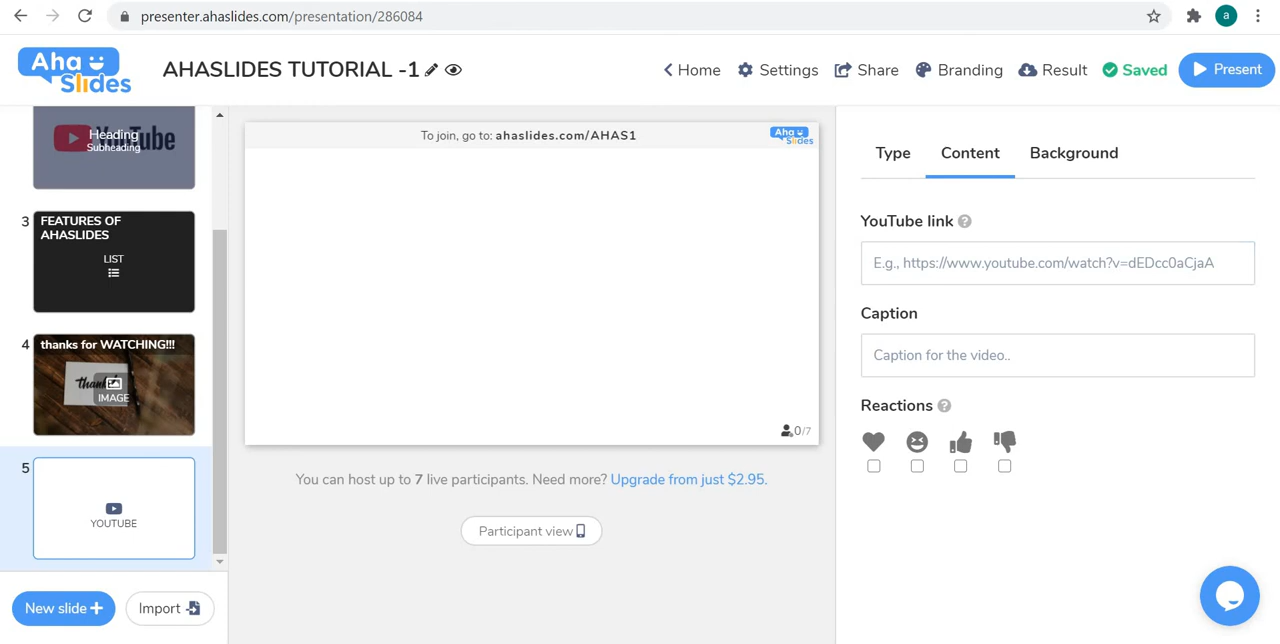 presenter.ahaslides.com/presentation/286084
a
Aha
Slides
AHASLIDES TUTORIAL -1
Home
Settings
Share
Branding
Result
Saved
Present
YouTube
Heading
Subheading
3
FEATURES OF
AHASLIDES
LIST
4
thanks for WATCHING!!!
IMAGE
5
YOUTUBE
New slide +
Import
To join, go to: ahaslides.com/AHAS1
Aha
Slides
0/7
You can host up to 7 live participants. Need more? Upgrade from just $2.95.
Participant view
Type
Content
Background
YouTube link ?
E.g., https://www.youtube.com/watch?v=dEDcc0aCjaA
Caption
Caption for the video..
Reactions ?